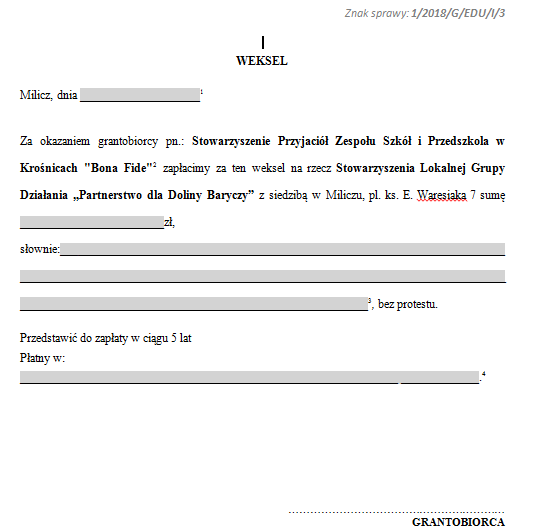 Znak sprawy: 1/2018/G/EDU/I/3
WEKSEL
Milicz, dnia 1
Za okazaniem grantobiorcy pn.: Stowarzyszenie Przyjaciół Zespołu Szkół i Przedszkola w
Krośnicach "Bona Fide"2 zapłacimy za ten weksel na rzecz Stowarzyszenia Lokalnej Grupy
Działania „Partnerstwo dla Doliny Baryczy” z siedzibą w Miliczu, pl. ks. E. Waresiaka 7 sumę
zł,
słownie:
3, bez protestu.
Przedstawić do zapłaty w ciągu 5 lat
Płatny w:
.4
GRANTOBIORCA